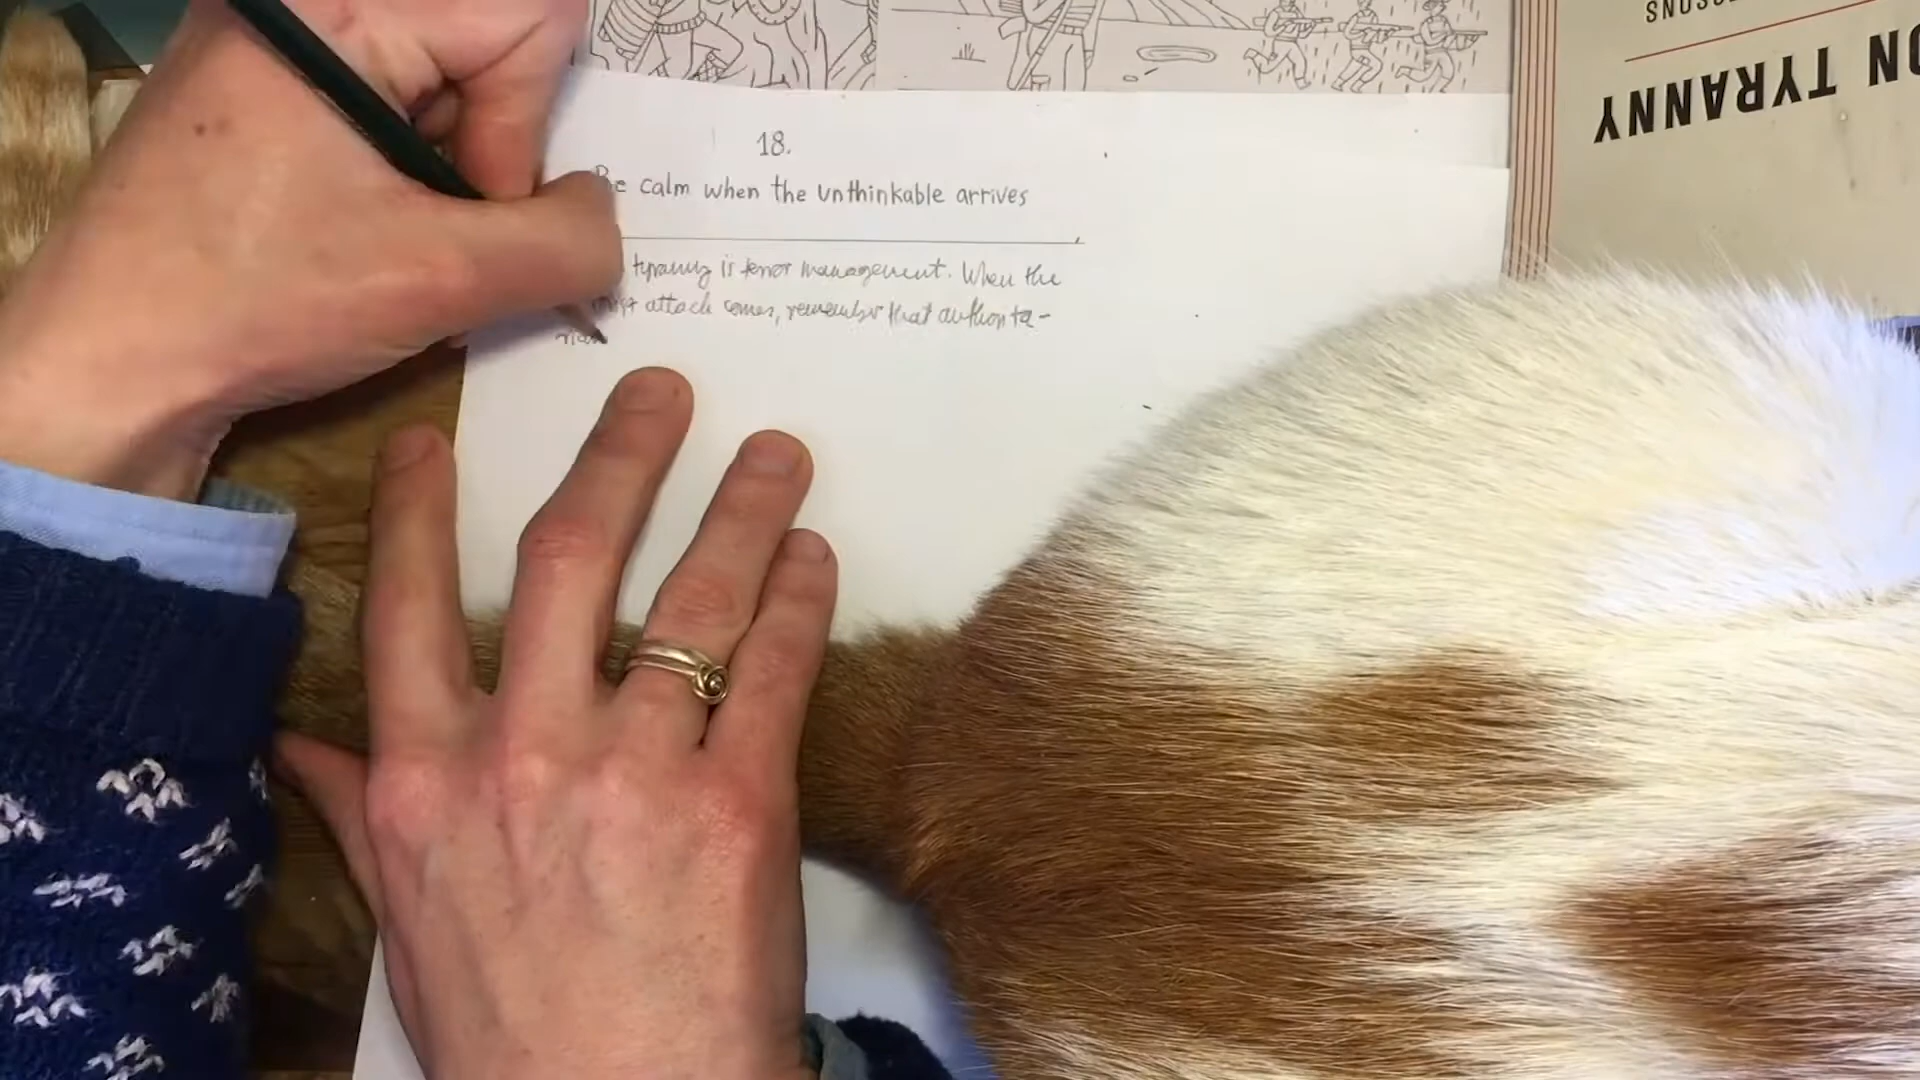 18.
Be calm when the unthinkable arrives
tyranny is terror management. When the
attack comes, remember that authorita-
rian
ON TYRANNY